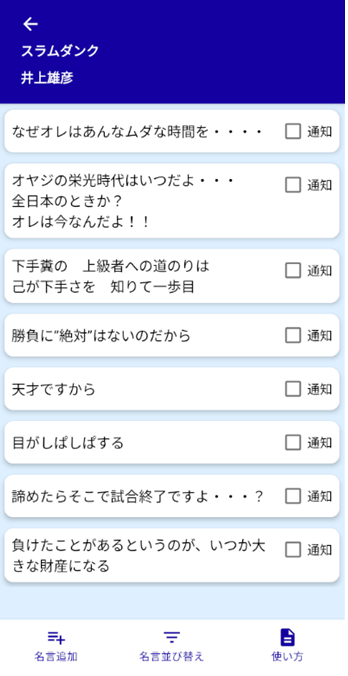 スラムダンク
井上雄彦
なぜオレはあんなムダな時間を・・・・
通知
オヤジの栄光時代はいつだよ・・・
全日本のときか？
オレは今なんだよ！！
通知
下手糞の　上級者への道のりは
己が下手さを　知りて一歩目
通知
勝負に”絶対”はないのだから
通知
天才ですから
通知
目がしぱしぱする
通知
諦めたらそこで試合終了ですよ・・・？
通知
負けたことがあるというのが、いつか大
きな財産になる
通知
名言追加
名言並び替え
使い方